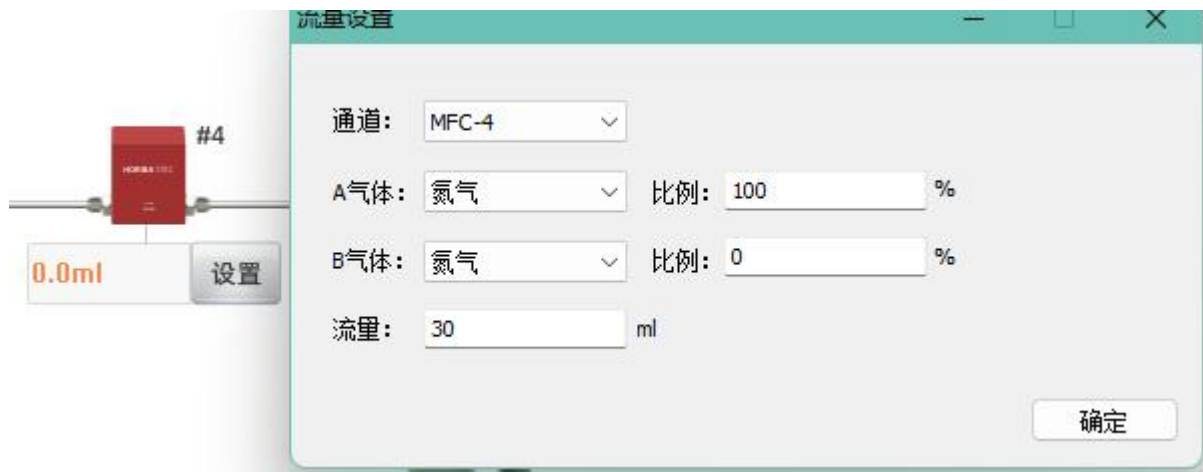 流量设置
#4
HORIBA
0.0ml
设置
通道： MFC-4
A气体： 氮气 比例： 100 %
B气体： 氮气 比例： 0 %
流量： 30 ml
确定